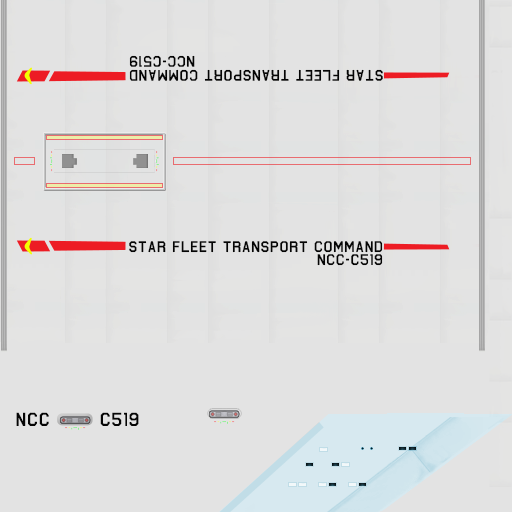 NCC-C519
STAR FLEET TRANSPORT COMMAND
STAR FLEET TRANSPORT COMMAND
NCC-C519
NCC C519